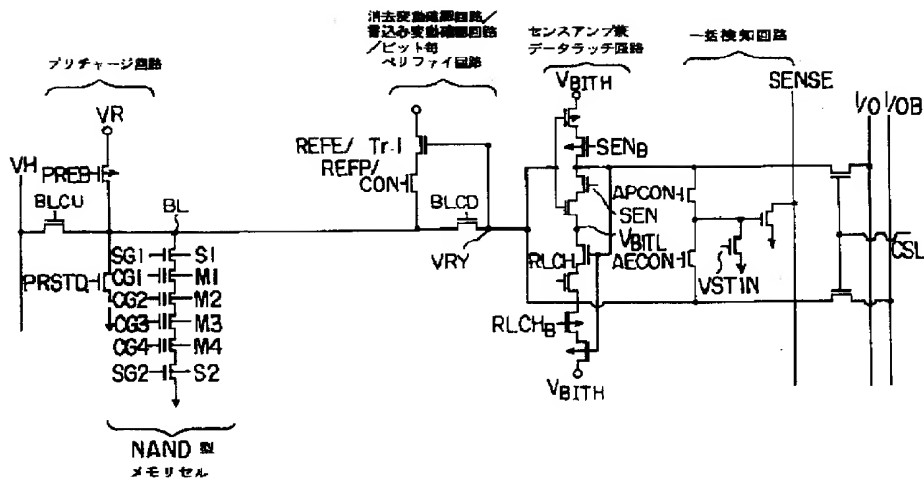 消去変動確認回路/
書込み変動確認回路
/ビット毎
ベリファイ回路
センスアンプ兼
データラッチ回路
一括検知回路
プリチャージ回路
VBITH
SENSE
I/O
I/OB
VR
VH
PREB
REFE/
Tr.1
REFP/
CON
SENB
BLCU
BL
BLCD
APCON
SEN
VBITL
VRY
RLCH
AECON
VSTIN
CSL
PRSTD
SG1
S1
CG1
M1
CG2
M2
CG3
M3
CG4
M4
SG2
S2
RLCHB
VBITH
NAND 型
メモリセル